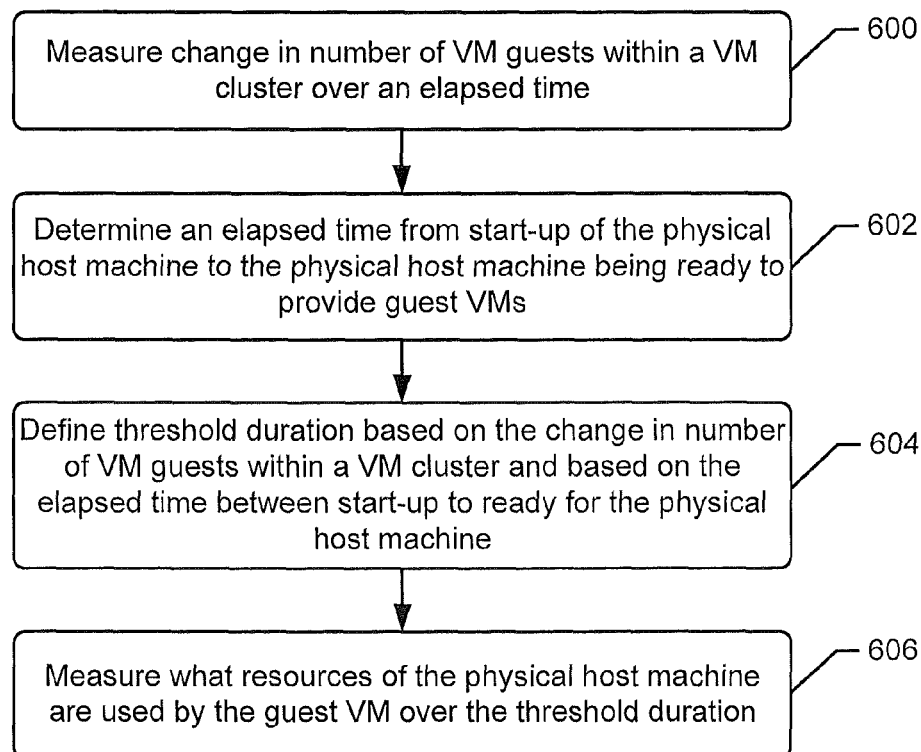 Measure change in number of VM guests within a VM
cluster over an elapsed time
600
Determine an elapsed time from start-up of the physical
host machine to the physical host machine being ready to
provide guest VMs
602
Define threshold duration based on the change in number
of VM guests within a VM cluster and based on the
elapsed time between start-up to ready for the physical
host machine
604
Measure what resources of the physical host machine
are used by the guest VM over the threshold duration
606